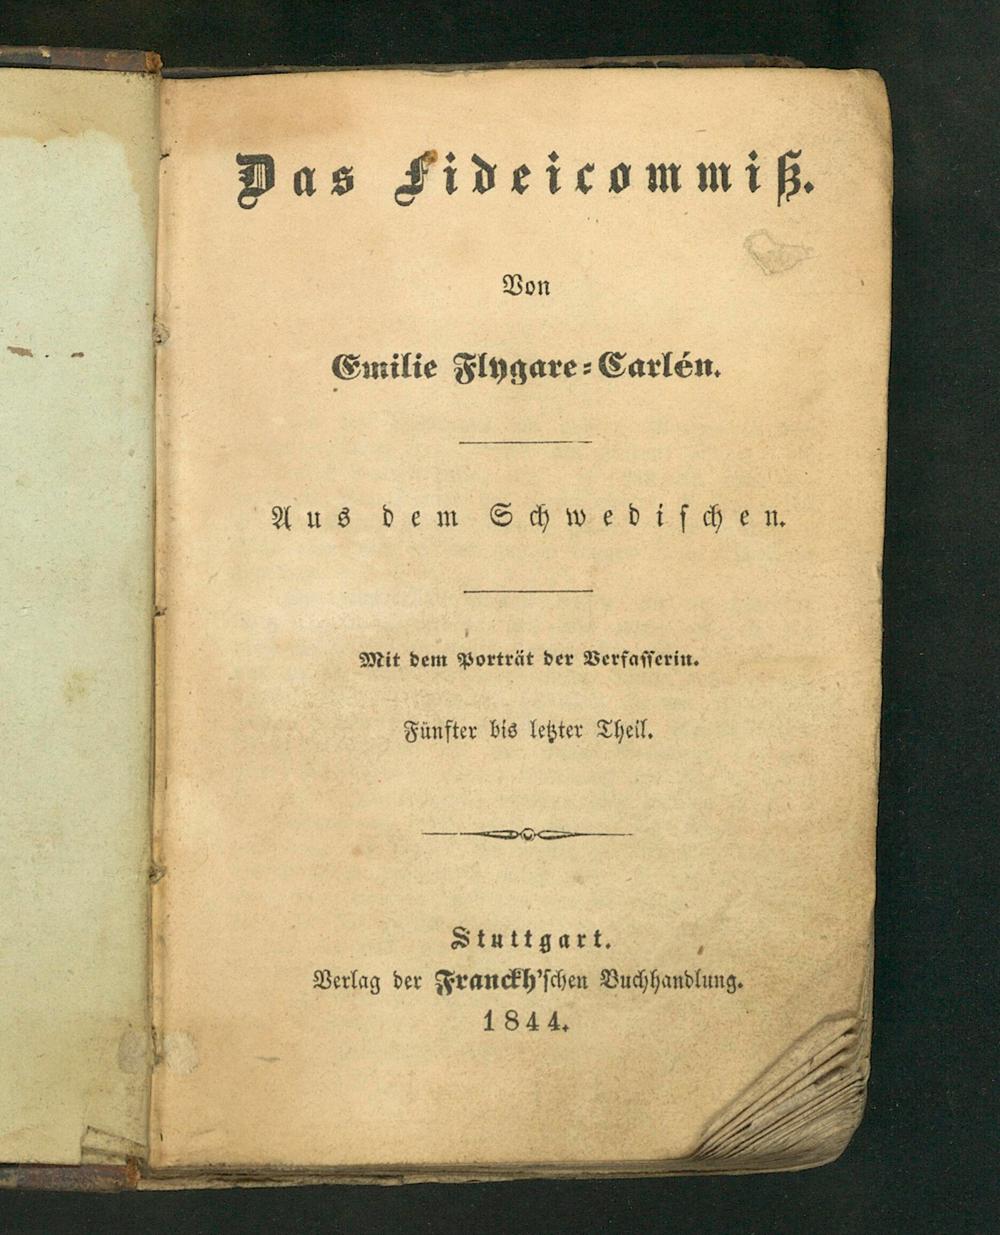 Das Fideicommiß.
Von
Emilie Flygare-Carlén.
Aus dem Schwedischen.
Mit dem Porträt der Verfasserin.
Fünfter bis letzter Theil.
Stuttgart.
Verlag der Franckh'schen Buchhandlung.
1844.